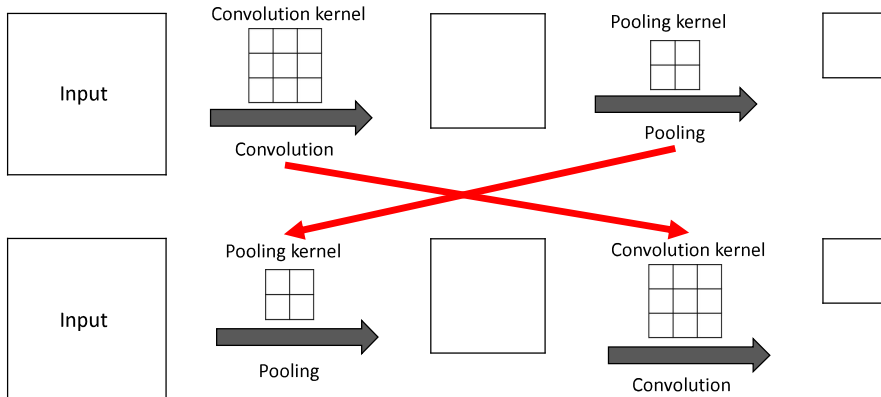 Convolution kernel
Pooling kernel
Input
Convolution
Pooling
Pooling kernel
Convolution kernel
Input
Pooling
Convolution